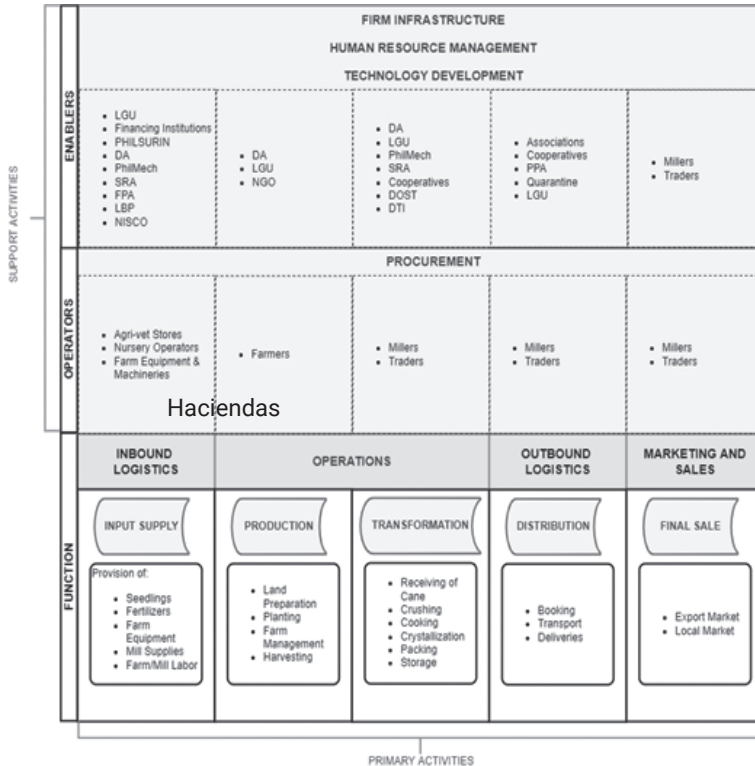 FIRM INFRASTRUCTURE
HUMAN RESOURCE MANAGEMENT
TECHNOLOGY DEVELOPMENT
SUPPORT ACTIVITIES
ENABLERS
LGU
Financing Institutions
PHILSURIN
DA
PhilMech
SRA
FPA
LBP
NISCO
DA
LGU
NGO
DA
LGU
PhilMech
SRA
Cooperatives
DOST
DTI
Associations
Cooperatives
PPA
Quarantine
LGU
Millers
Traders
PROCUREMENT
OPERATORS
Agri-vet Stores
Nursery Operators
Farm Equipment &
Machineries
Haciendas
Farmers
Millers
Traders
Millers
Traders
Millers
Traders
INBOUND
LOGISTICS
OPERATIONS
OUTBOUND
LOGISTICS
MARKETING AND
SALES
FUNCTION
INPUT SUPPLY
PRODUCTION
TRANSFORMATION
DISTRIBUTION
FINAL SALE
Provision of:
Seedlings
Fertilizers
Farm
Equipment
Mill Supplies
Farm/Mill Labor
Land
Preparation
Planting
Farm
Management
Harvesting
Receiving of
Cane
Crushing
Cooking
Crystallization
Packing
Storage
Booking
Transport
Deliveries
Export Market
Local Market
PRIMARY ACTIVITIES